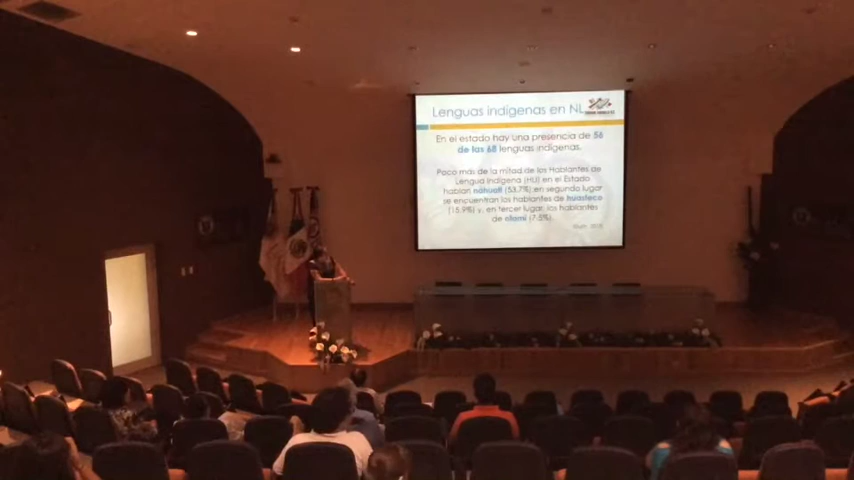 Lenguas indígenas en NL
En el estado hay una presencia de 56
de las 68 lenguas indígenas.
Poco más de la mitad de los Hablantes de
Lengua Indígena (HLI) en el Estado
hablan náhuatl (53.7%) en segundo lugar
se encuentran los hablantes de huasteco
(15.9%) y, en tercer lugar, los hablantes
de otomí (7.5%).